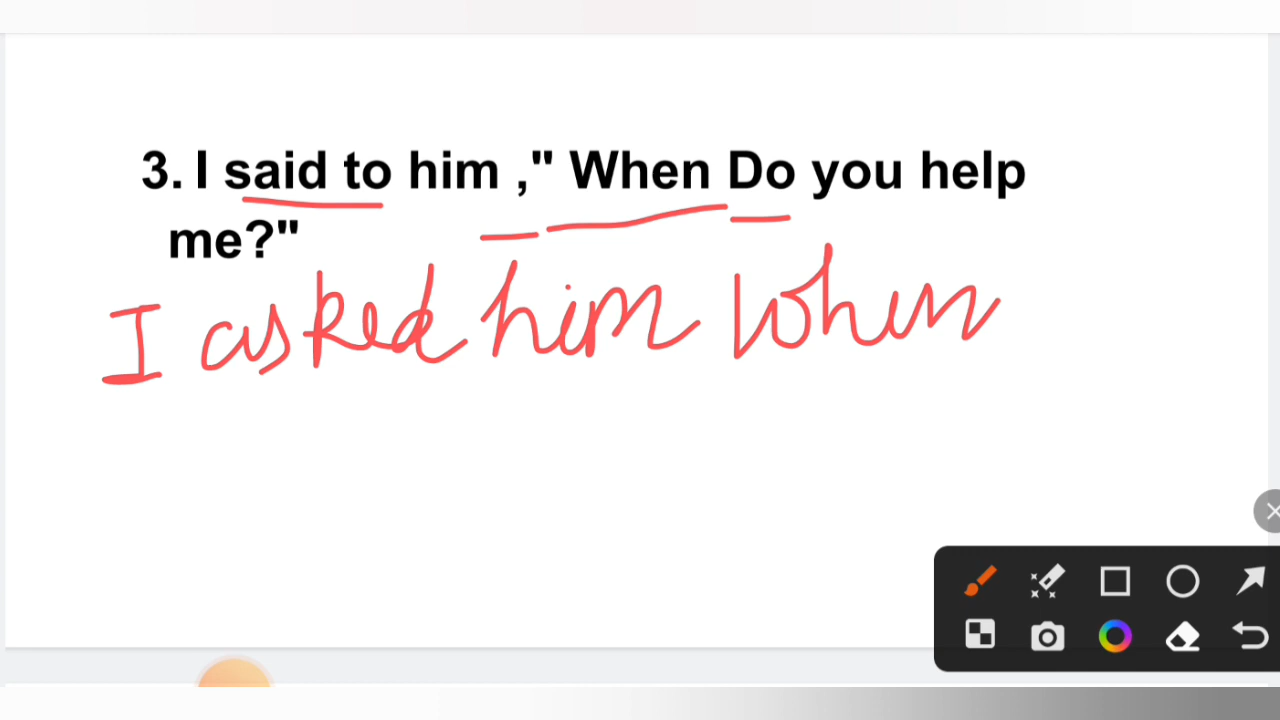 3. I said to him ," When Do you help
me?"
I asked him when